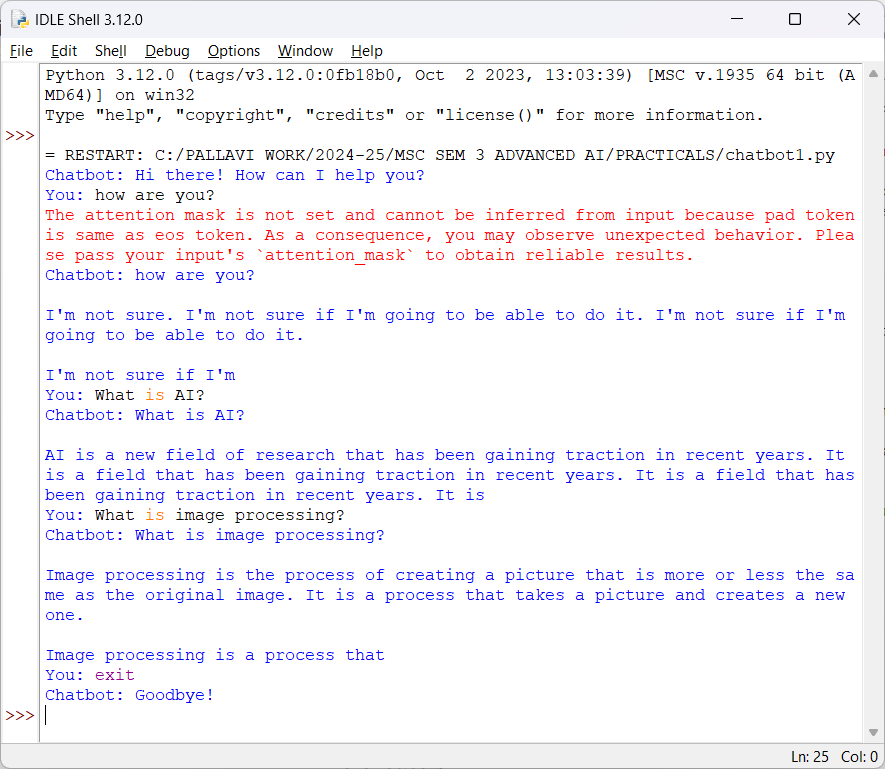 IDLE Shell 3.12.0
File Edit Shell Debug Options Window Help
Python 3.12.0 (tags/v3.12.0:0fb18b0, Oct  2 2023, 13:03:39) [MSC v.1935 64 bit (A
MD64)] on win32
Type "help", "copyright", "credits" or "license()" for more information.
>>>
= RESTART: C:/PALLAVI WORK/2024-25/MSC SEM 3 ADVANCED AI/PRACTICALS/chatbot1.py
Chatbot: Hi there! How can I help you?
You: how are you?
The attention mask is not set and cannot be inferred from input because pad token
is same as eos token. As a consequence, you may observe unexpected behavior. Plea
se pass your input's `attention_mask` to obtain reliable results.
Chatbot: how are you?
I'm not sure. I'm not sure if I'm going to be able to do it. I'm not sure if I'm
going to be able to do it.
I'm not sure if I'm
You: What is AI?
Chatbot: What is AI?
AI is a new field of research that has been gaining traction in recent years. It
is a field that has been gaining traction in recent years. It is a field that has
been gaining traction in recent years. It is
You: What is image processing?
Chatbot: What is image processing?
Image processing is the process of creating a picture that is more or less the sa
me as the original image. It is a process that takes a picture and creates a new
one.
Image processing is a process that
You: exit
Chatbot: Goodbye!
>>>
Ln: 25 Col: 0